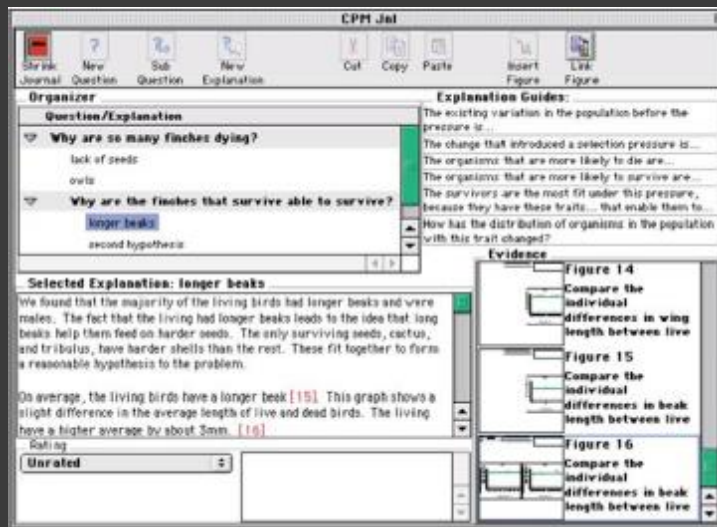 CPM Jnl
Shrink Journal
New Question
Sub Question
New Explanation
Cut
Copy
Paste
Insert Figure
Link Figure
Organizer
Question/Explanation
Why are so many finches dying?
lack of seeds
owls
Why are the finches that survive able to survive?
longer beaks
second hypothesis
Explanation Guides:
The existing variation in the population before the
pressure is...
The change that introduced a selection pressure is...
The organisms that are more likely to die are...
The organisms that are more likely to survive are...
The survivors are the most fit under this pressure,
because they have these traits... that enable them to...
How has the distribution of organisms in the population
with this trait changed?
Selected Explanation: longer beaks
We found that the majority of the living birds had longer beaks and were
males. The fact that the living had longer beaks leads to the idea that long
beaks help them feed on harder seeds. The only surviving seeds, cactus,
and tribulus, have harder shells than the rest. These fit together to form
a reasonable hypothesis to the problem.
On average, the living birds have a longer beak [15]. This graph shows a
slight difference in the average length of live and dead birds. The living
have a higher average by about 3mm. [16]
Rating
Unrated
Evidence
Figure 14
Compare the
individual
differences in wing
length between live
Figure 15
Compare the
individual
differences in beak
length between live
Figure 16
Compare the
individual
differences in beak
length between live